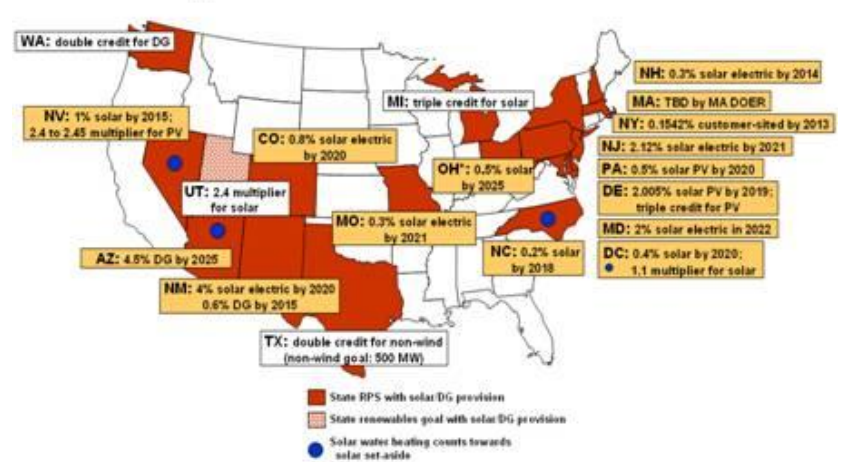 WA: double credit for DG
NV: 1% solar by 2015;
2.4 to 2.45 multiplier for PV
CO: 0.8% solar electric
by 2020
MI: triple credit for solar
NH: 0.3% solar electric by 2014
MA: TBD by MA DOER
NY: 0.1542% customer-sited by 2013
NJ: 2.12% solar electric by 2021
PA: 0.5% solar PV by 2020
DE: 2.005% solar PV by 2019;
triple credit for PV
MD: 2% solar electric in 2022
DC: 0.4% solar by 2020;
1.1 multiplier for solar
OH*: 0.5% solar
by 2025
UT: 2.4 multiplier
for solar
MO: 0.3% solar electric
by 2021
NC: 0.2% solar
by 2018
AZ: 4.5% DG by 2025
NM: 4% solar electric by 2020
0.6% DG by 2015
TX: double credit for non-wind
(non-wind goal: 500 MW)
State RPS with solar/DG provision
State renewables goal with solar/DG provision
Solar water heating counts towards
solar set-aside